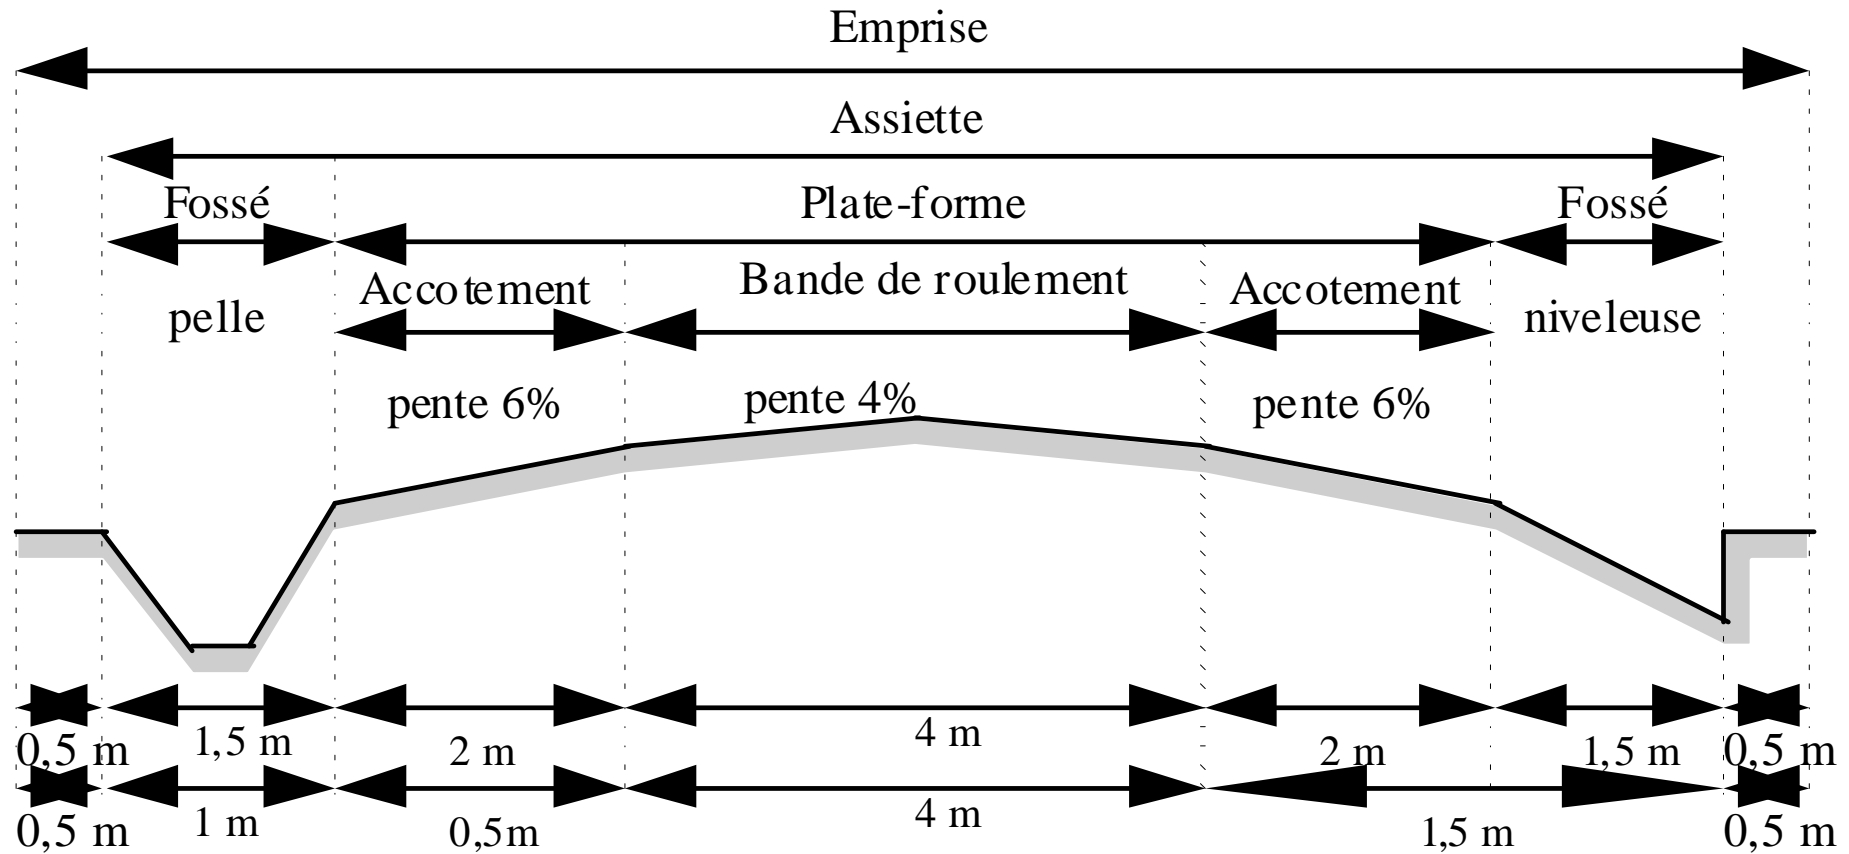 Emprise
Assiette
Fossé Plate-forme Fossé
Accotement Bande de roulement Accotement
pelle niveleuse
pente 6% pente 4% pente 6%
0,5 m 1,5 m 2 m 4 m 2 m 1,5 m 0,5 m
0,5 m 1 m 0,5m 4 m 1,5 m 0,5 m